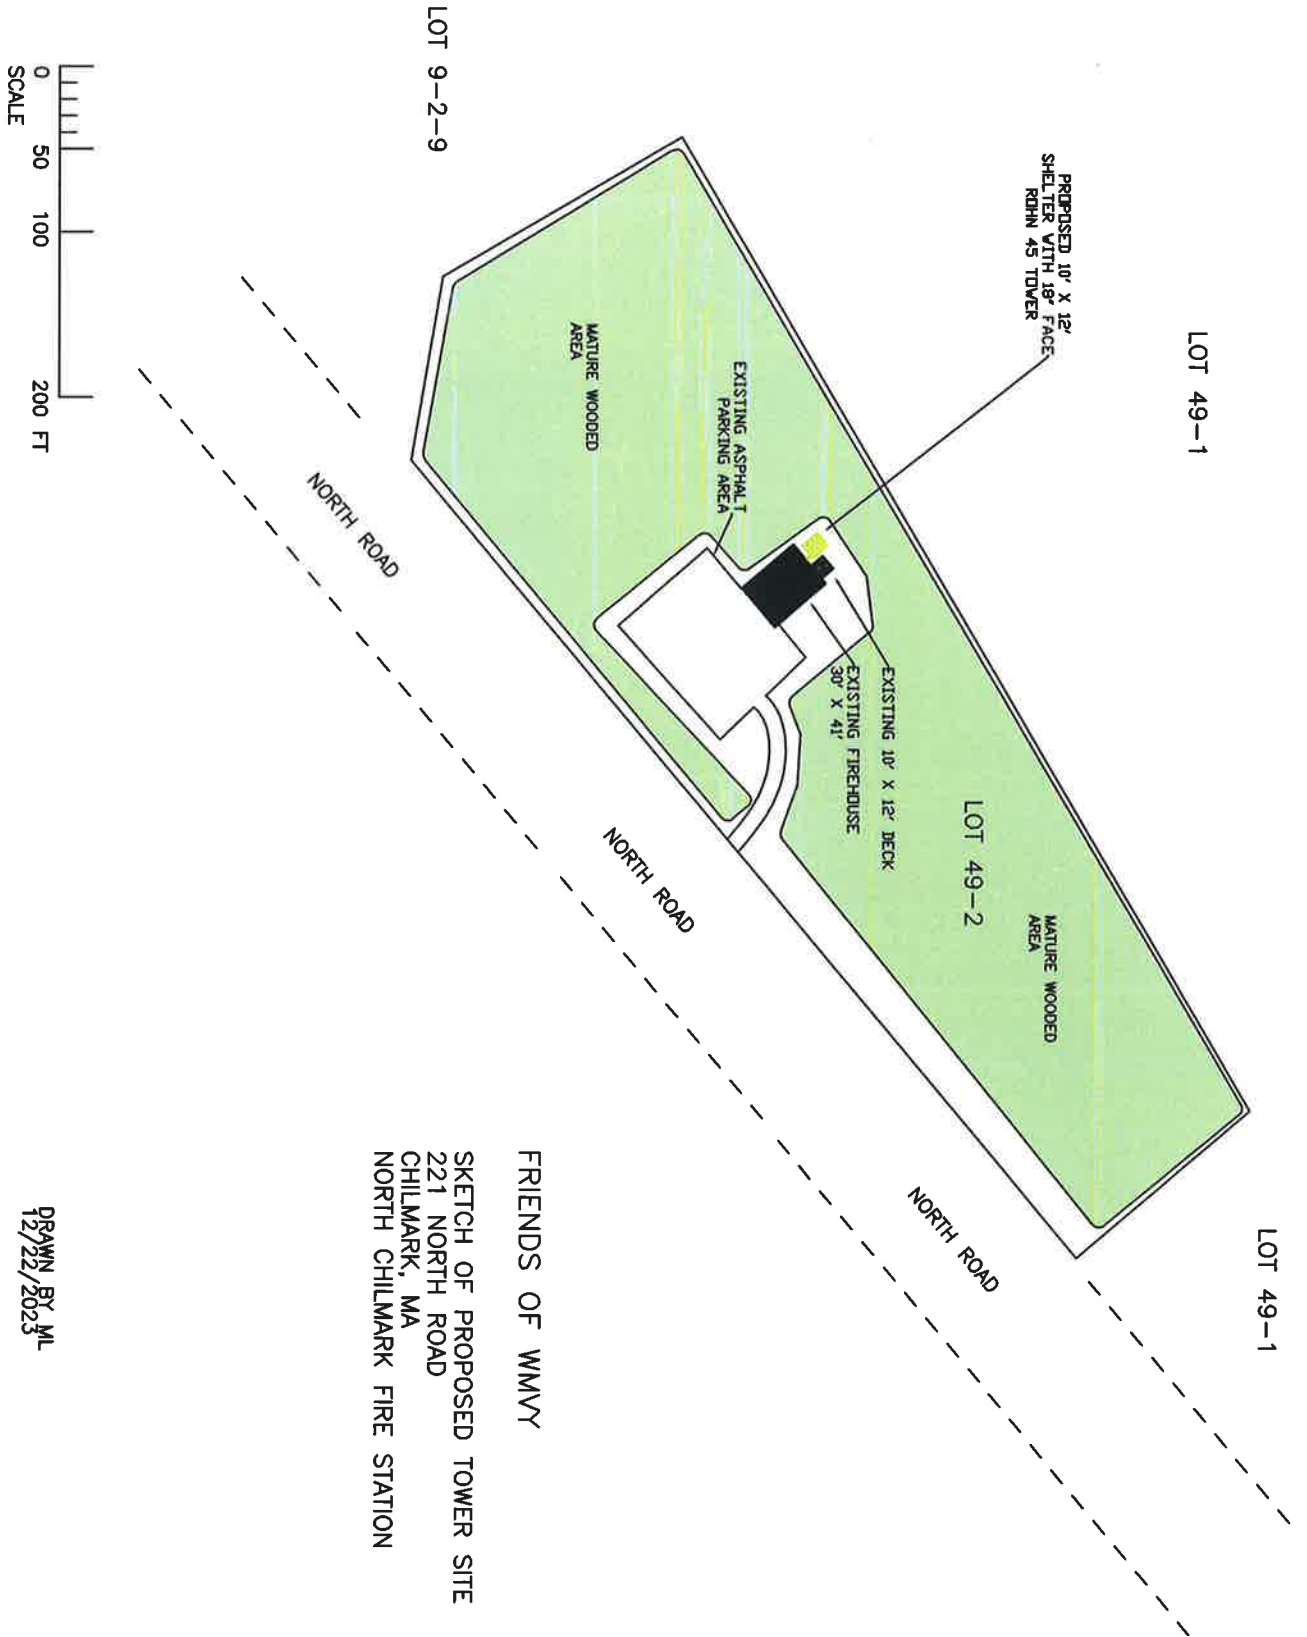 LOT 49-1
LOT 49-1
PROPOSED 10' X 12'
SHELTER WITH 18" FACE
ROHN 45 TOWER
MATURE WOODED
AREA
LOT 49-2
EXISTING 10' X 12' DECK
EXISTING FIREHOUSE
30' X 41'
EXISTING ASPHALT
PARKING AREA
MATURE WOODED
AREA
LOT 9-2-9
NORTH ROAD
NORTH ROAD
NORTH ROAD
FRIENDS OF WMVY
SKETCH OF PROPOSED TOWER SITE
221 NORTH ROAD
CHILMARK, MA
NORTH CHILMARK FIRE STATION
0 50 100 200 FT
SCALE
DRAWN BY ML
12/22/2023